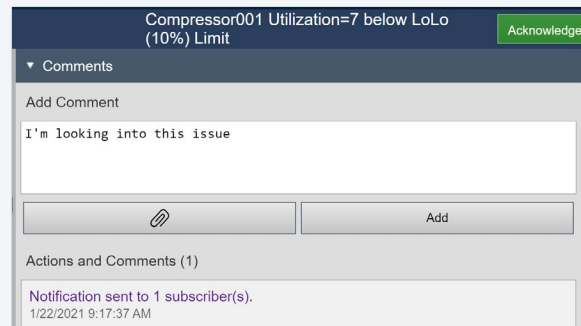 Compressor001 Utilization=7 below LoLo
(10%) Limit
Acknowledge
Comments
Add Comment
I'm looking into this issue
Add
Actions and Comments (1)
Notification sent to 1 subscriber(s).
1/22/2021 9:17:37 AM